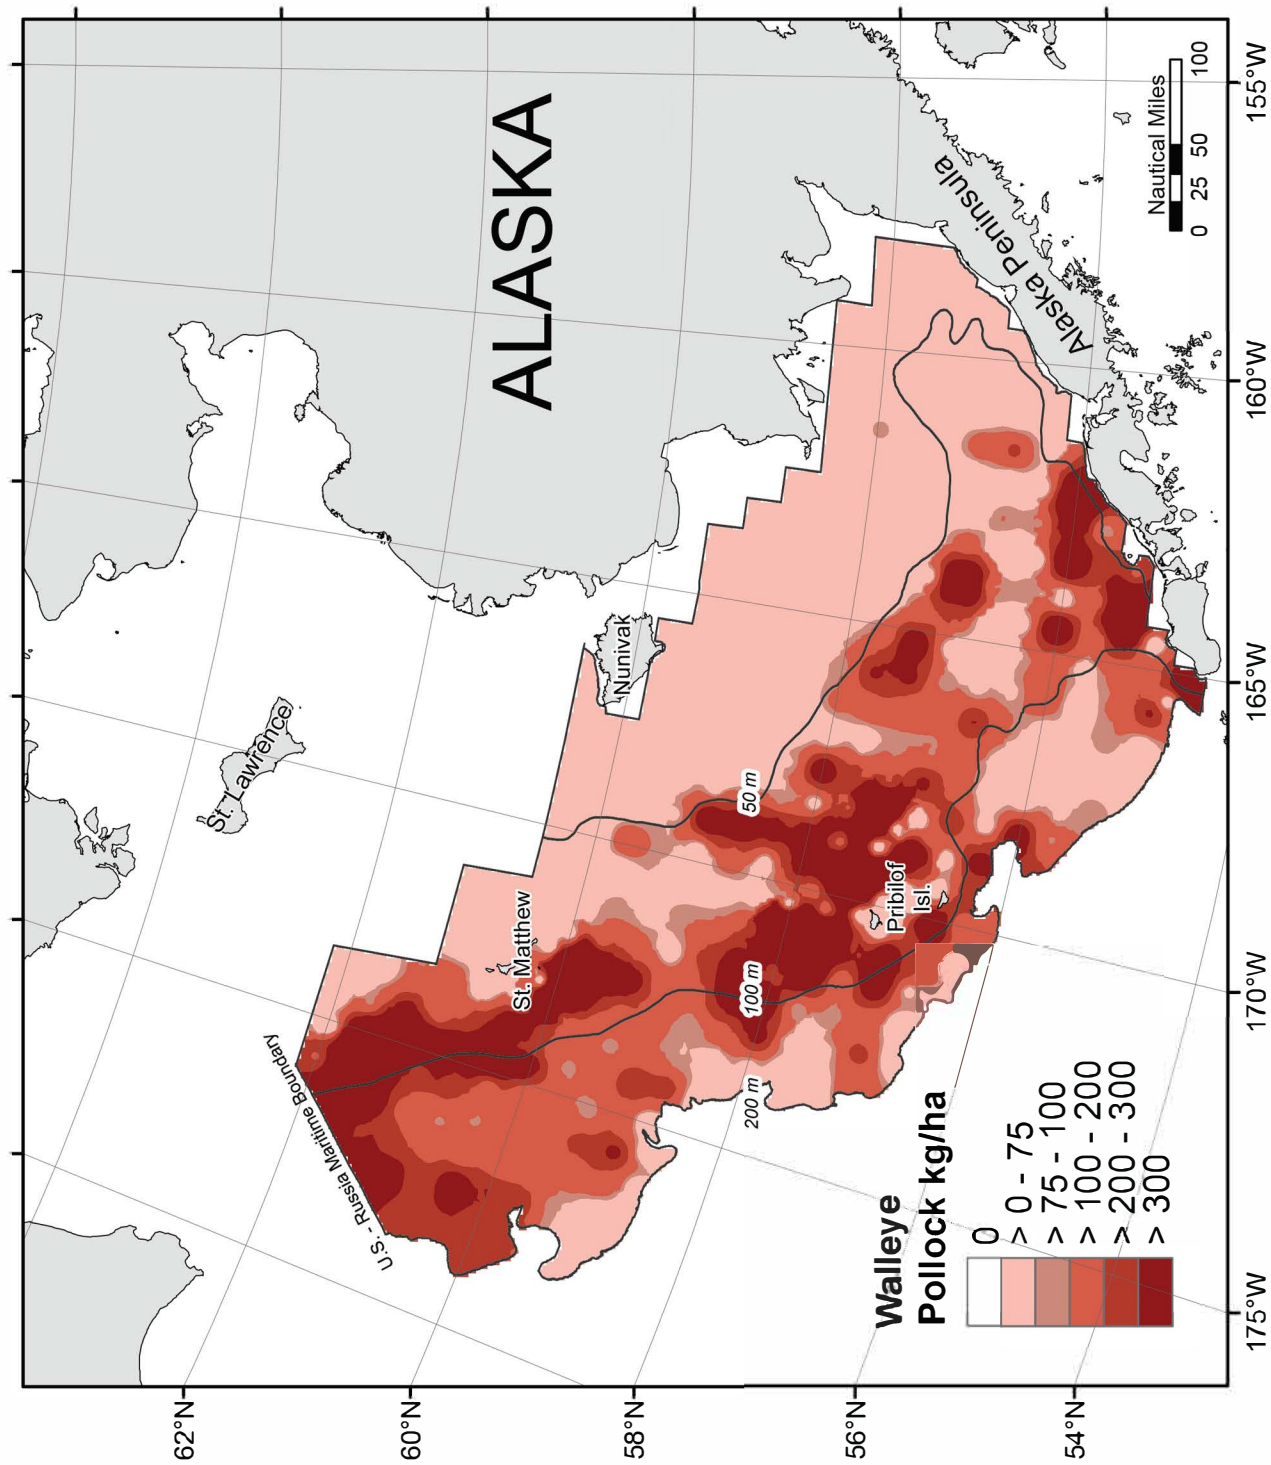 ALASKA
St. Lawrence
Nunivak
St. Matthew
Pribilof
Isl.
Alaska Peninsula
U.S. - Russia Maritime Boundary
50 m
100 m
200 m
Nautical Miles
0 25 50 100
Walleye
Pollock kg/ha
0
> 0 - 75
> 75 - 100
> 100 - 200
> 200 - 300
> 300
62°N
60°N
58°N
56°N
54°N
175°W
170°W
165°W
160°W
155°W